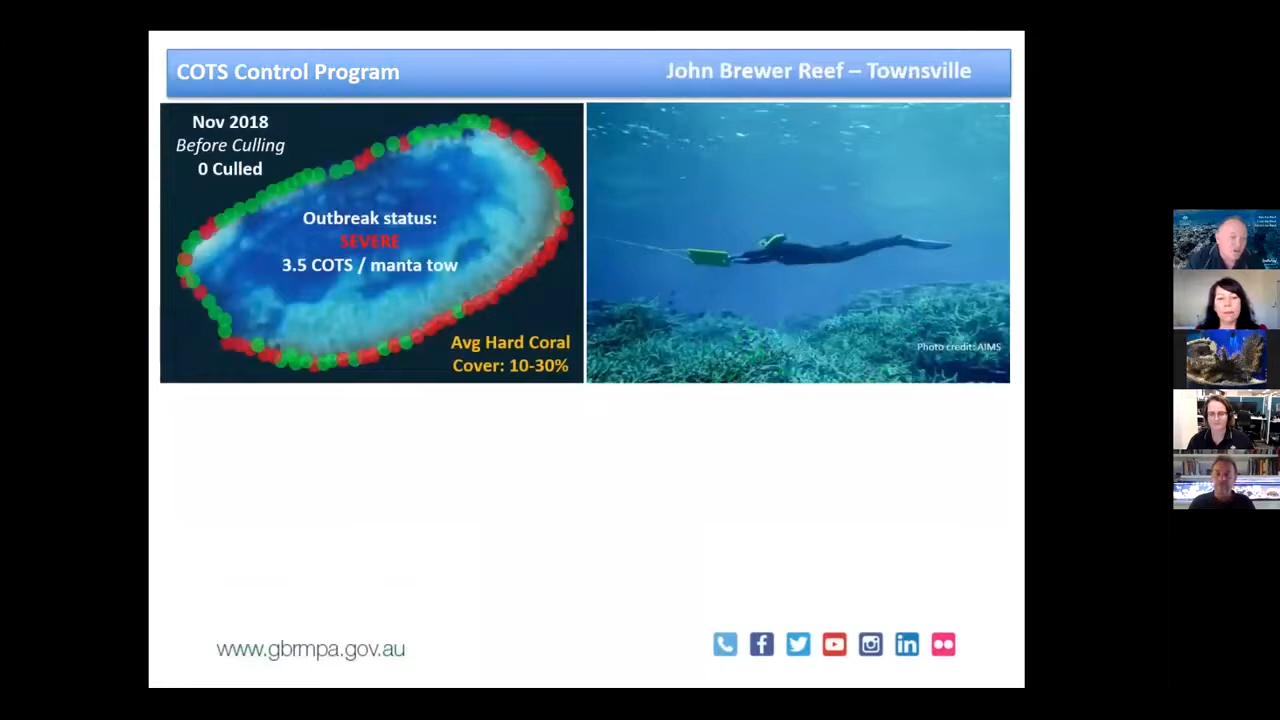 COTS Control Program
John Brewer Reef – Townsville
Nov 2018
Before Culling
0 Culled
Outbreak status:
SEVERE
3.5 COTS / manta tow
Avg Hard Coral
Cover: 10-30%
Photo credit: AIMS
www.gbrmpa.gov.au